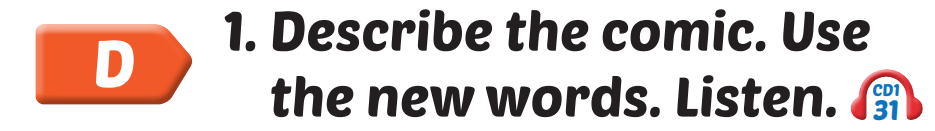 D
1. Describe the comic. Use
the new words. Listen.
CD1
31